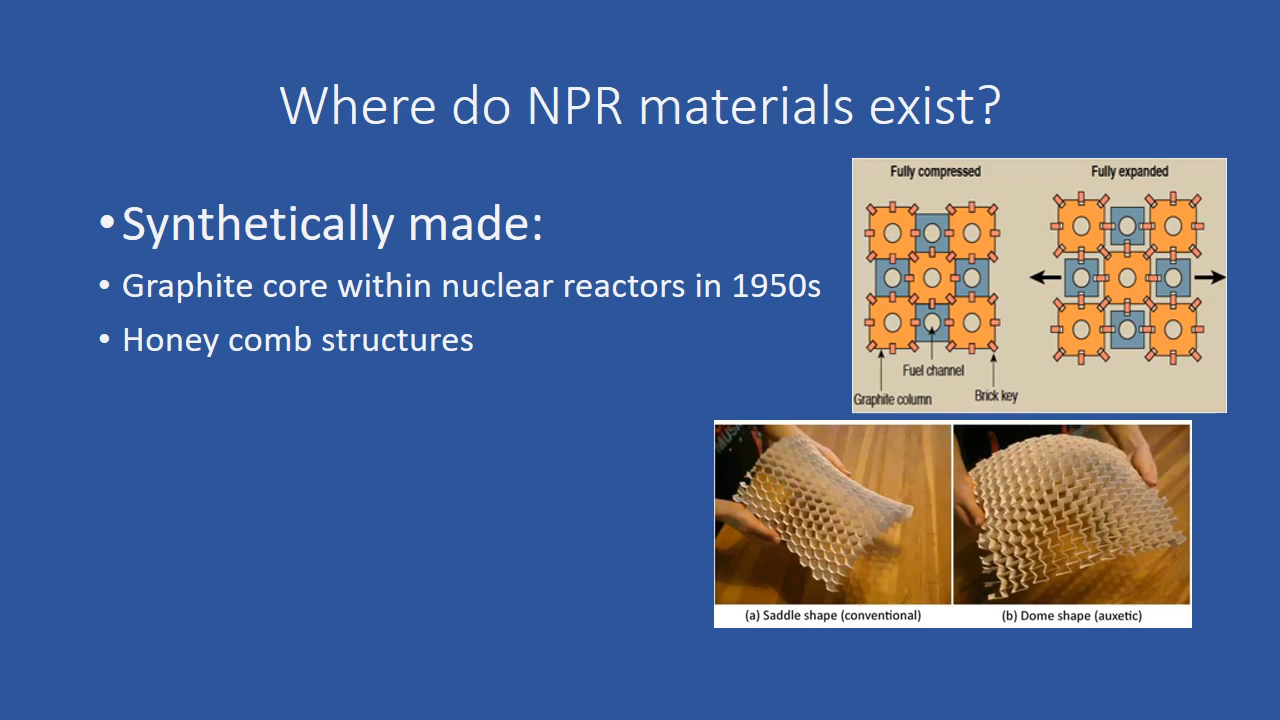 Where do NPR materials exist?
• Synthetically made:
• Graphite core within nuclear reactors in 1950s
• Honey comb structures
Fully compressed
Fully expanded
Fuel channel
Graphite column
Brick key
(a) Saddle shape (conventional)
(b) Dome shape (auxetic)